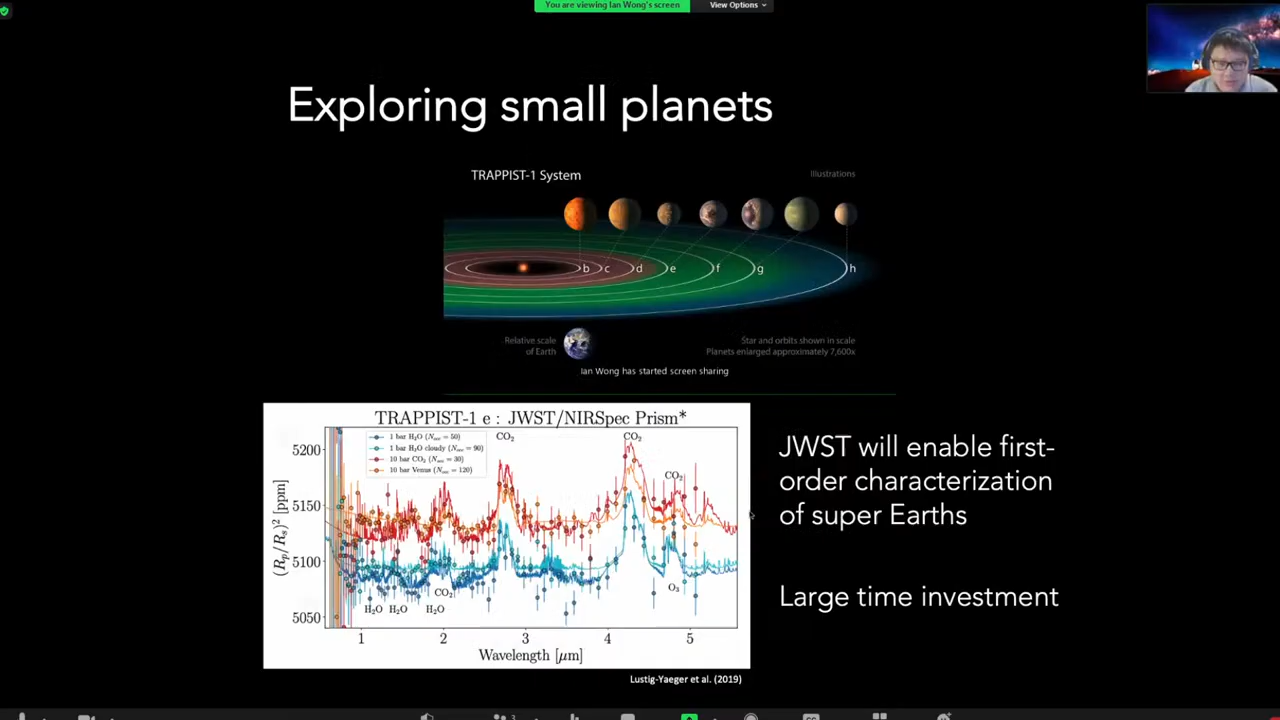 You are viewing Ian Wong's screen
View Options
Exploring small planets
TRAPPIST-1 System
Illustrations
b c d e f g h
Relative scale
of Earth
Star and orbits shown in scale
Planets enlarged approximately 7,600x
Ian Wong has started screen sharing
TRAPPIST-1 e : JWST/NIRSpec Prism*
1 bar H₂O (N_occ = 50)
1 bar H₂O cloudy (N_occ = 90)
10 bar CO₂ (N_occ = 30)
10 bar Venus (N_occ = 120)
CO₂
CO₂
CO₂
5200
5150
5100
5050
(R_p/R_s)² [ppm]
H₂O
H₂O
H₂O
CO₂
O₃
1 2 3 4 5
Wavelength [μm]
Lustig-Yaeger et al. (2019)
JWST will enable first-
order characterization
of super Earths
Large time investment